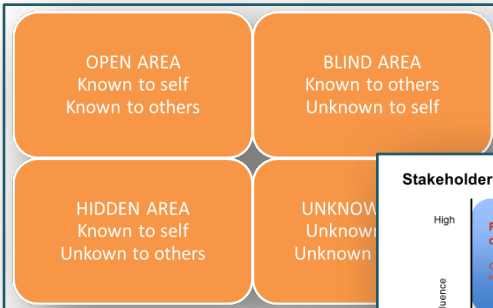 OPEN AREA
Known to self
Known to others
BLIND AREA
Known to others
Unknown to self
HIDDEN AREA
Known to self
Unkown to others
Unknown
Stakeholder
High